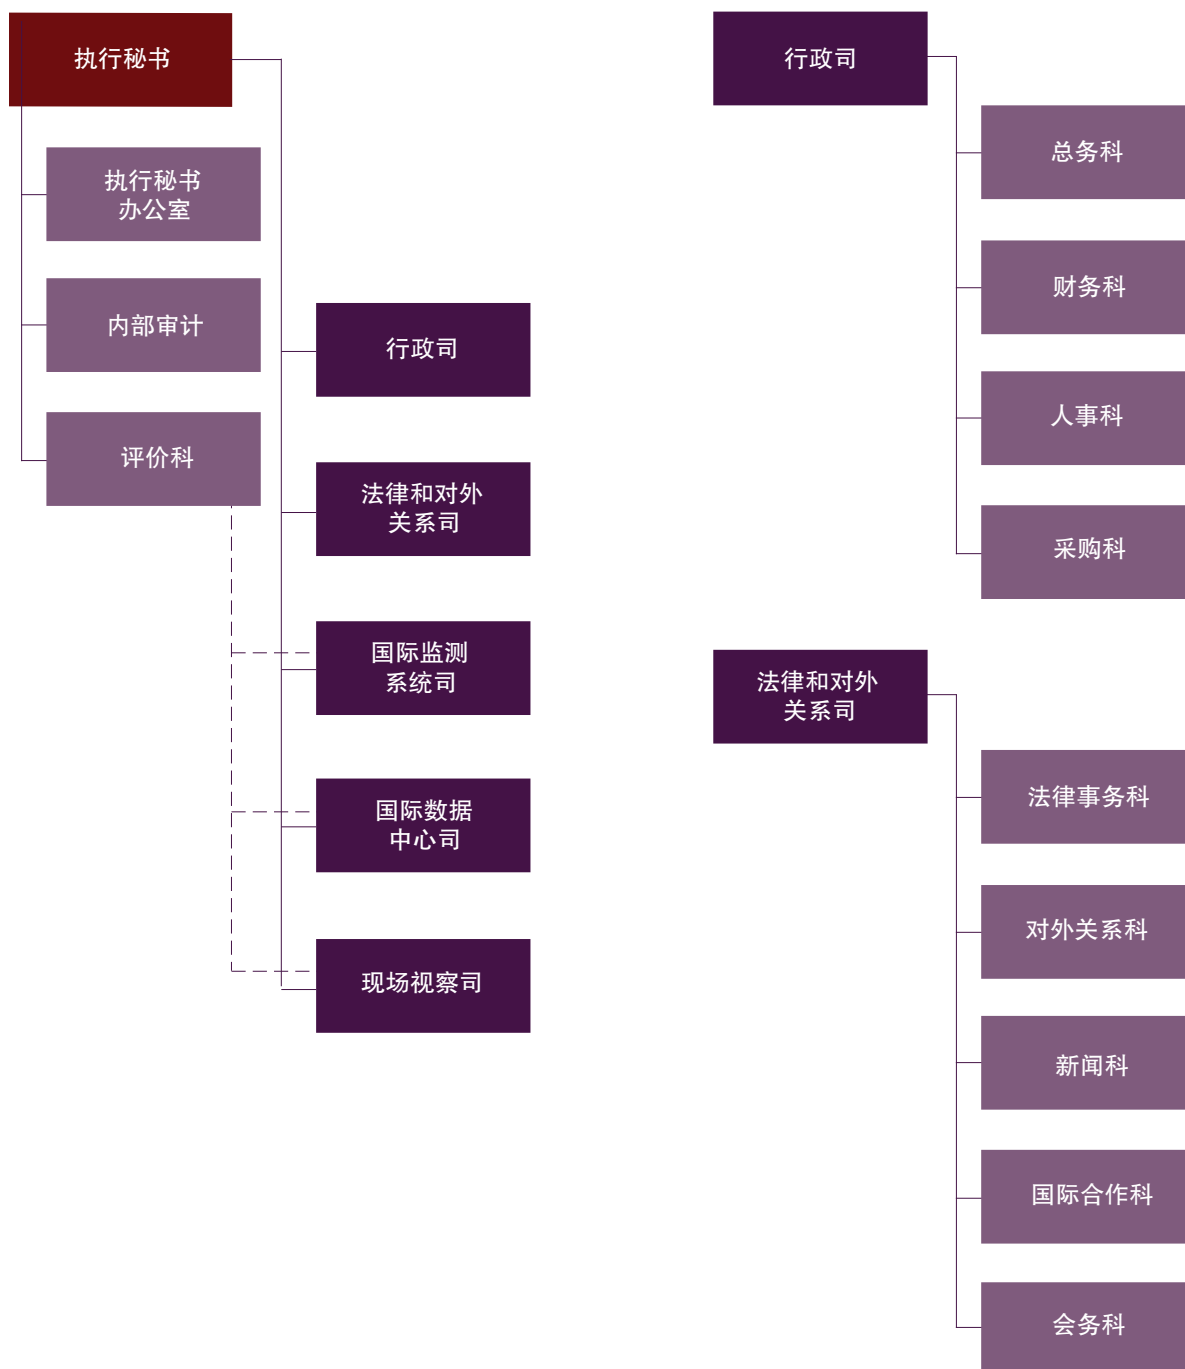 执行秘书
执行秘书
办公室
内部审计
评价科
行政司
法律和对外
关系司
国际监测
系统司
国际数据
中心司
现场视察司
行政司
总务科
财务科
人事科
采购科
法律和对外
关系司
法律事务科
对外关系科
新闻科
国际合作科
会务科